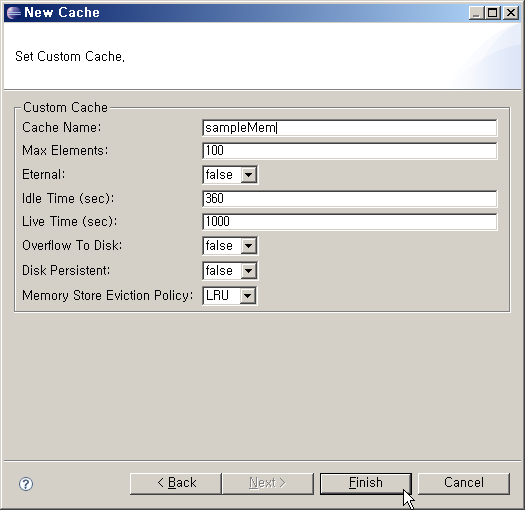 New Cache
Set Custom Cache,
Custom Cache
Cache Name: sampleMem
Max Elements: 100
Eternal: false
Idle Time (sec): 360
Live Time (sec): 1000
Overflow To Disk: false
Disk Persistent: false
Memory Store Eviction Policy: LRU
? < Back Next > Finish Cancel